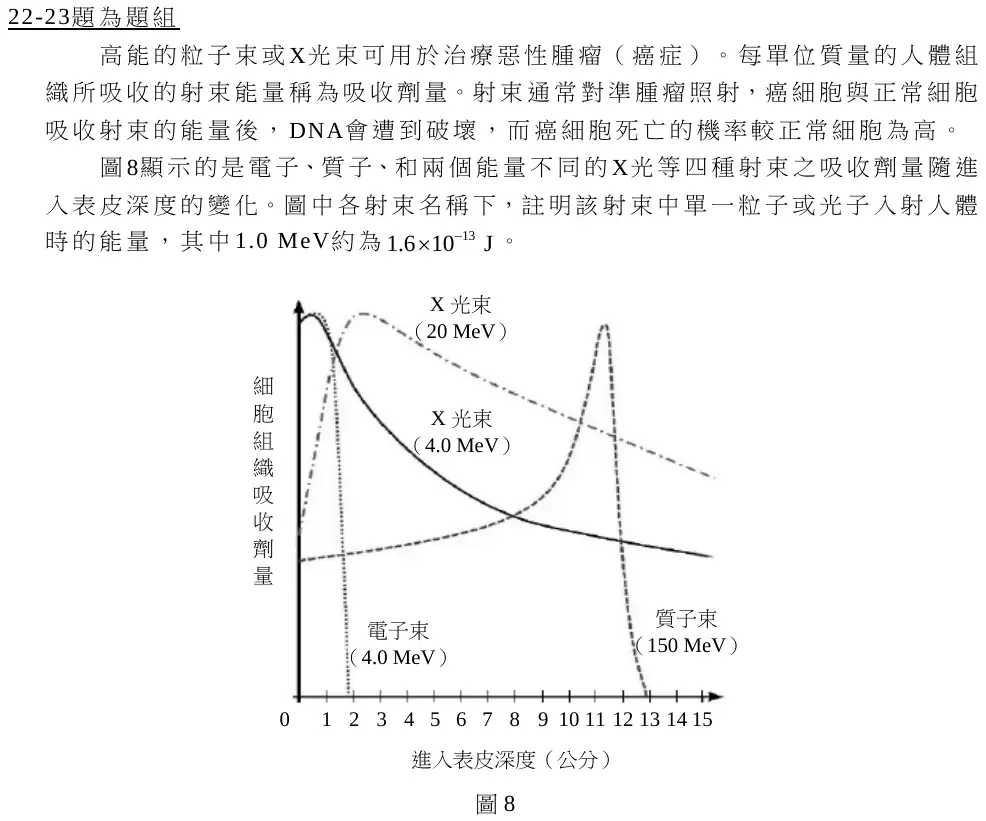 22-23題為題組
高能的粒子束或X光束可用於治療惡性腫瘤（癌症）。每單位質量的人體組
織所吸收的射束能量稱為吸收劑量。射束通常對準腫瘤照射，癌細胞與正常細胞
吸收射束的能量後，DNA會遭到破壞，而癌細胞死亡的機率較正常細胞為高。
圖8顯示的是電子、質子、和兩個能量不同的X光等四種射束之吸收劑量隨進
入表皮深度的變化。圖中各射束名稱下，註明該射束中單一粒子或光子入射人體
時的能量，其中1.0 MeV約為1.6×10⁻¹³ J。
X 光束
（20 MeV）
細胞組織吸收劑量
X 光束
（4.0 MeV）
電子束
（4.0 MeV）
質子束
（150 MeV）
0 1 2 3 4 5 6 7 8 9 10 11 12 13 14 15
進入表皮深度（公分）
圖 8